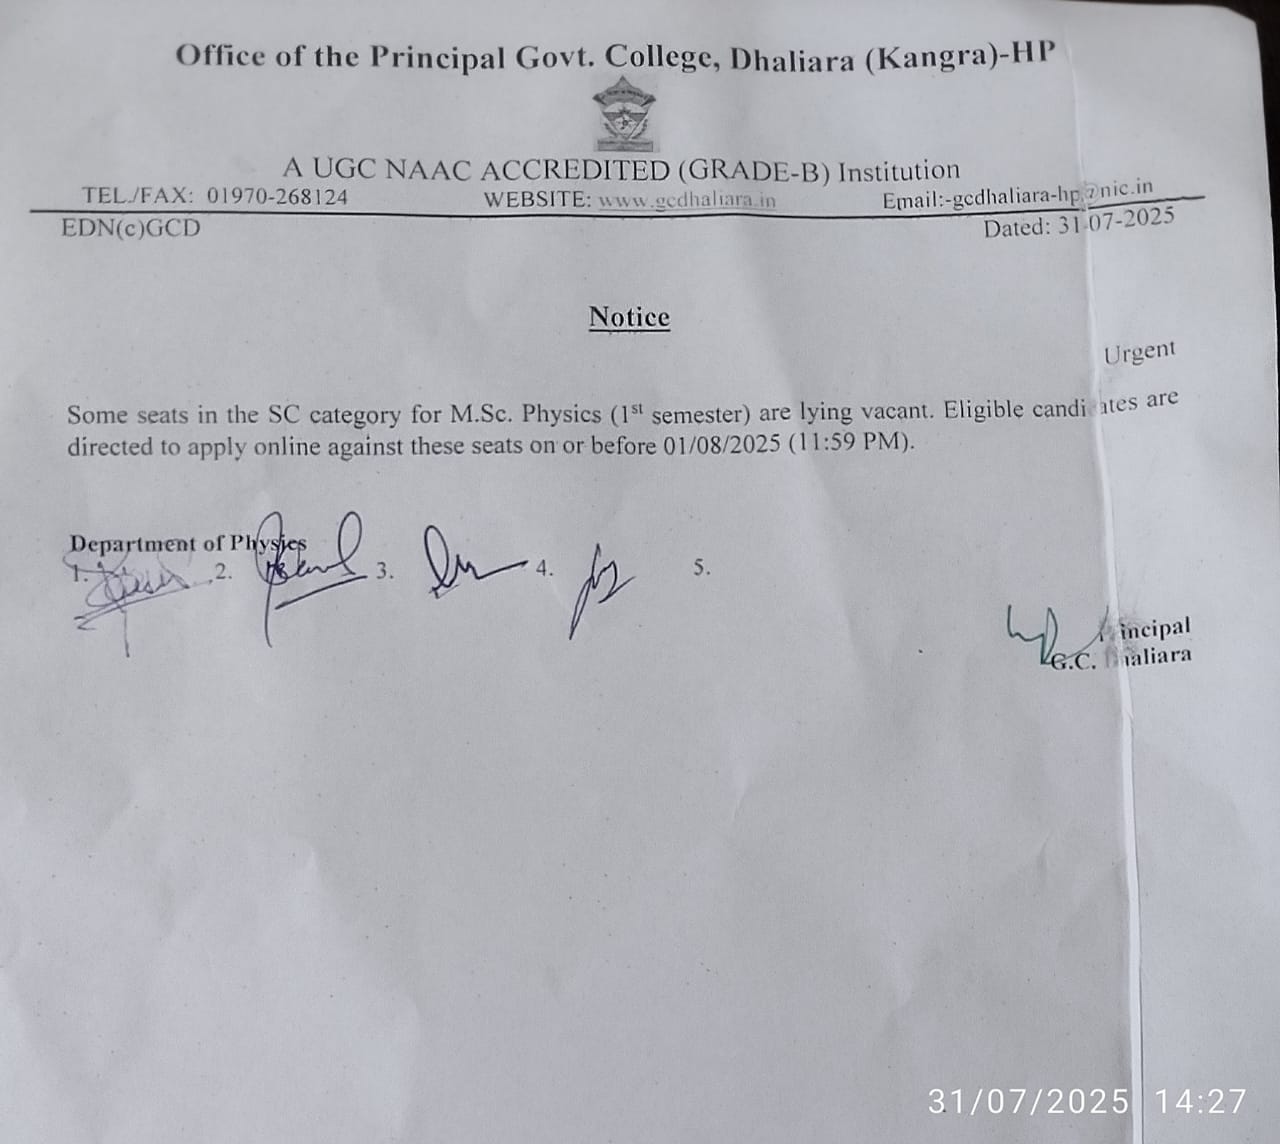 Office of the Principal Govt. College, Dhaliara (Kangra)-HP
A UGC NAAC ACCREDITED (GRADE-B) Institution
TEL./FAX: 01970-268124 WEBSITE: www.gcdhaliara.in Email:-gcdhaliara-hp@nic.in
EDN(c)GCD Dated: 31-07-2025
Notice
Urgent
Some seats in the SC category for M.Sc. Physics (1st semester) are lying vacant. Eligible candidates are
directed to apply online against these seats on or before 01/08/2025 (11:59 PM).
Department of Physics
1. 2. 3. 4. 5.
Principal
G.C. Dhaliara
31/07/2025 14:27